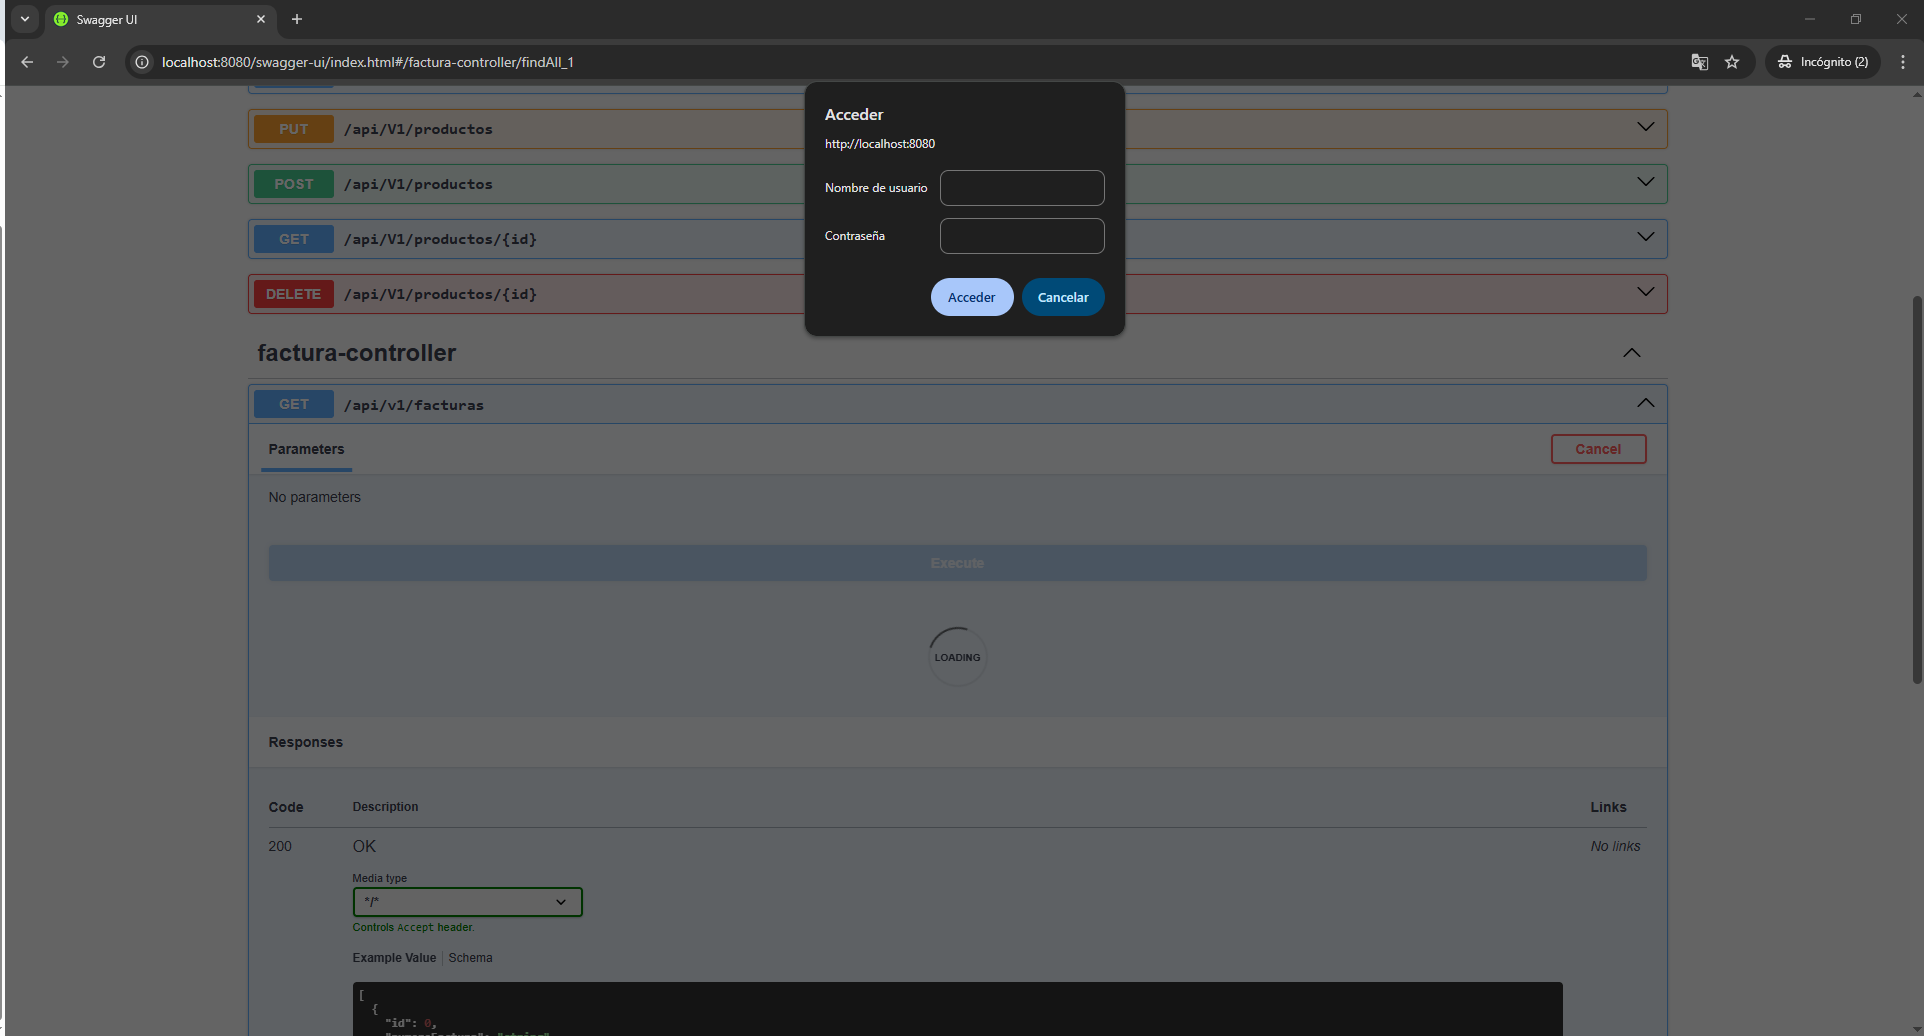 Swagger UI
localhost:8080/swagger-ui/index.html#/factura-controller/findAll_1
Incógnito (2)
Acceder
http://localhost:8080
Nombre de usuario
Contraseña
Acceder Cancelar
PUT /api/V1/productos
POST /api/V1/productos
GET /api/V1/productos/{id}
DELETE /api/V1/productos/{id}
factura-controller
GET /api/v1/facturas
Parameters Cancel
No parameters
Execute
LOADING
Responses
Code Description Links
200 OK No links
Media type
*/*
Controls Accept header.
Example Value Schema
[
{
"id": 0,